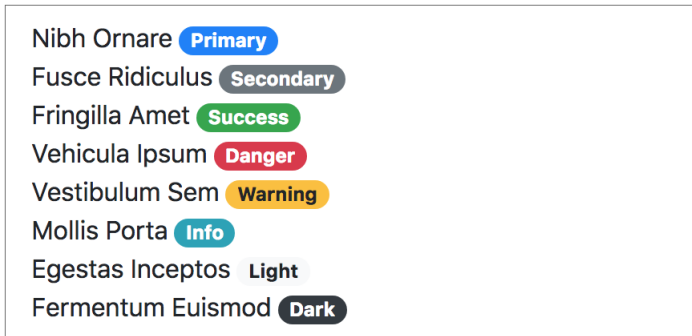 Nibh Ornare Primary
Fusce Ridiculus Secondary
Fringilla Amet Success
Vehicula Ipsum Danger
Vestibulum Sem Warning
Mollis Porta Info
Egestas Inceptos Light
Fermentum Euismod Dark